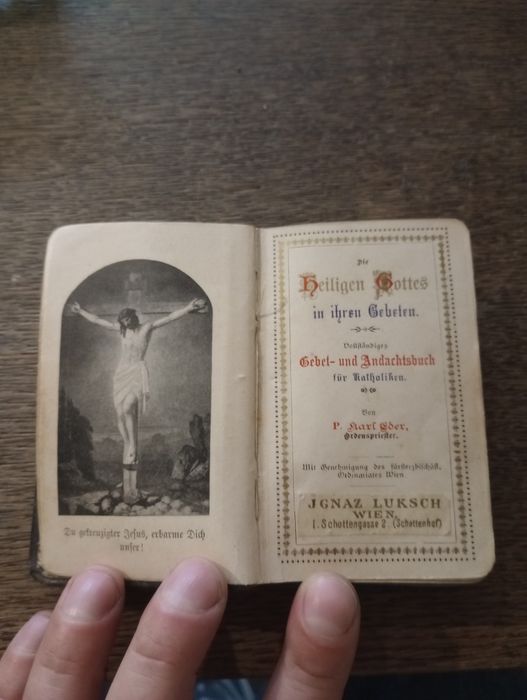 Du gekreuzigter Jesus, erbarme Dich
unser!
Die
Heiligen Gottes
in ihren Gebeten.
Vollständiges
Gebet- und Andachtsbuch
für Katholiken.
Von
P. Karl Eder,
Ordenspriester.
Mit Genehmigung des fürsterzbischöfl.
Ordinariates Wien
JGNAZ LUKSCH
WIEN.
I. Schottengasse 2. (Schottenhof)